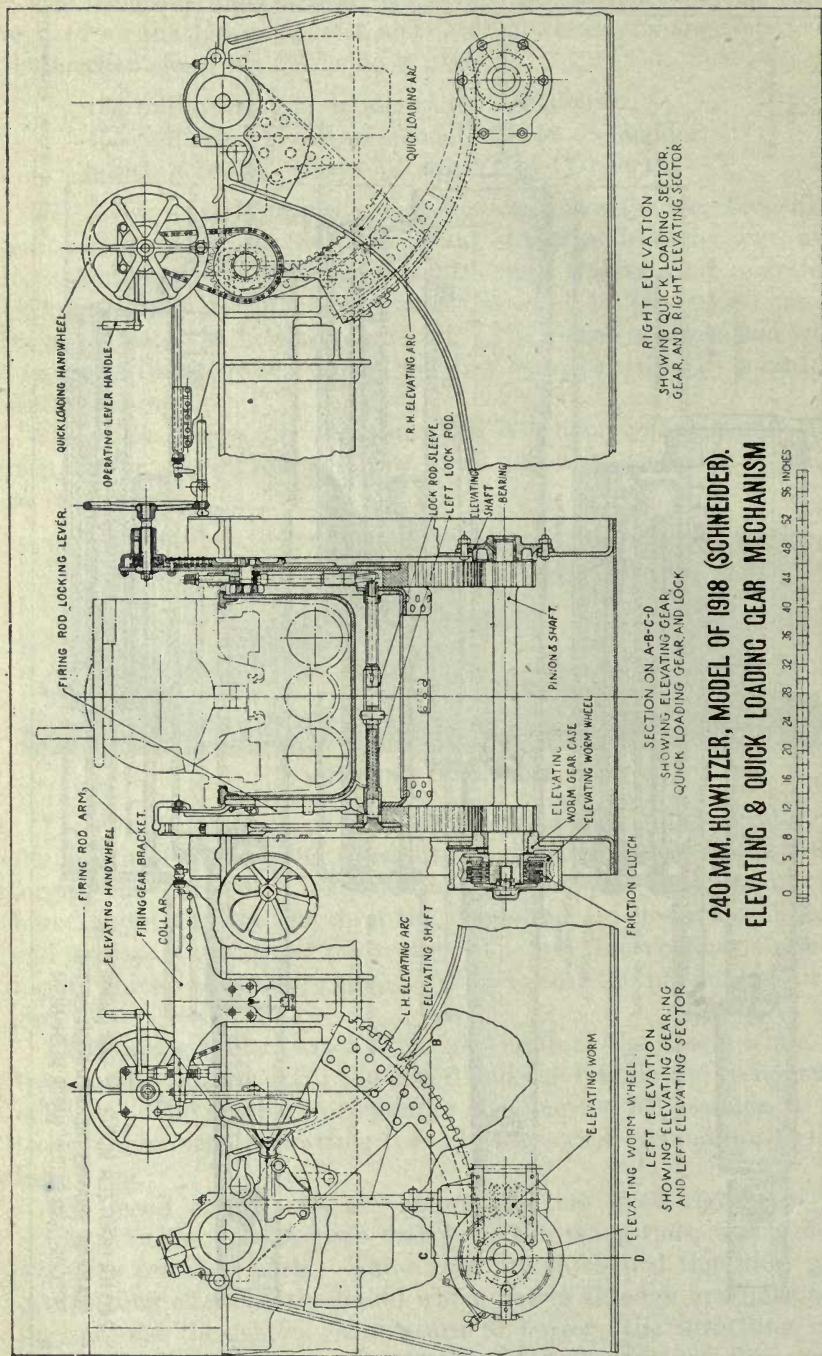 FIRING ROD LOCKING LEVER.
FIRING ROD ARM
ELEVATING HANDWHEEL
FIRING GEAR BRACKET.
COLLAR
A
L.H. ELEVATING ARC
ELEVATING SHAFT
B
ELEVATING WORM
C
D
ELEVATING WORM WHEEL
LEFT ELEVATION
SHOWING ELEVATING GEARING
AND LEFT ELEVATING SECTOR
LOCK ROD SLEEVE.
LEFT LOCK ROD.
ELEVATING
SHAFT
BEARING
PINION & SHAFT.
ELEVATING
WORM GEAR CASE
ELEVATING WORM WHEEL
FRICTION CLUTCH
SECTION ON A-B-C-D
SHOWING ELEVATING GEAR,
QUICK LOADING GEAR, AND LOCK
QUICK LOADING HANDWHEEL
OPERATING LEVER HANDLE
QUICK LOADING ARC
R.H. ELEVATING ARC
RIGHT ELEVATION
SHOWING QUICK LOADING SECTOR,
GEAR, AND RIGHT ELEVATING SECTOR
240 MM. HOWITZER, MODEL OF 1918 (SCHNEIDER).
ELEVATING & QUICK LOADING GEAR MECHANISM
0 5 8 12 16 20 24 28 32 36 40 44 48 52 56 INCHES